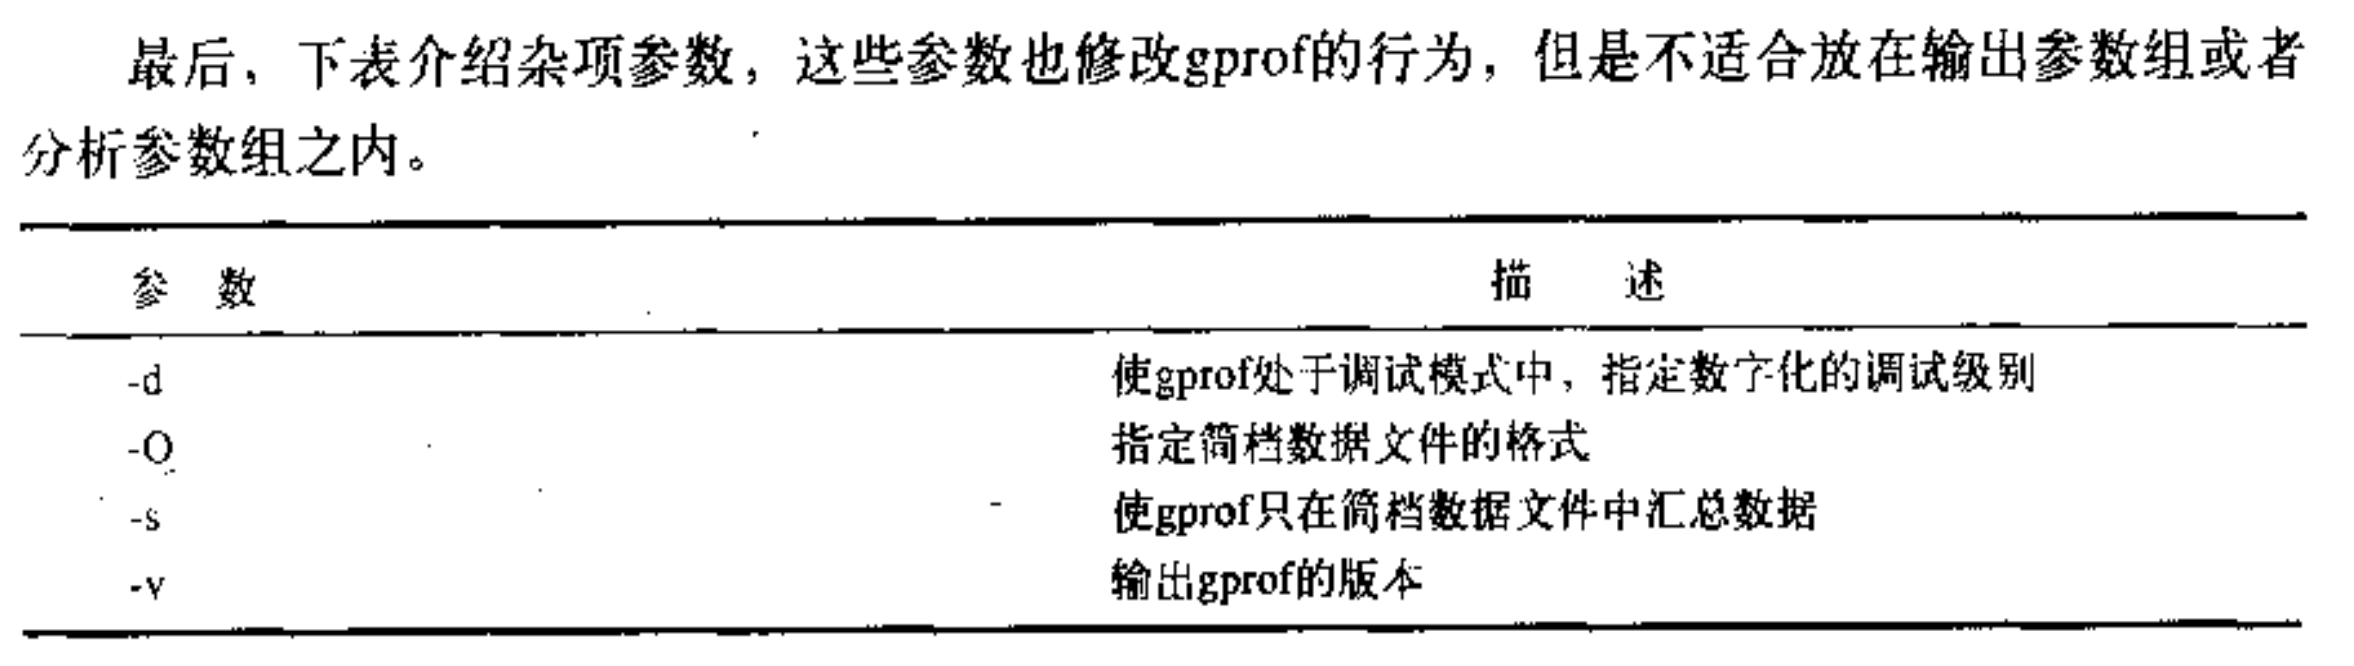 最后，下表介绍杂项参数，这些参数也修改gprof的行为，但是不适合放在输出参数组或者
分析参数组之内。
参 数 描 述
-d 使gprof处于调试模式中，指定数字化的调试级别
-O 指定简档数据文件的格式
-s 使gprof只在简档数据文件中汇总数据
-v 输出gprof的版本